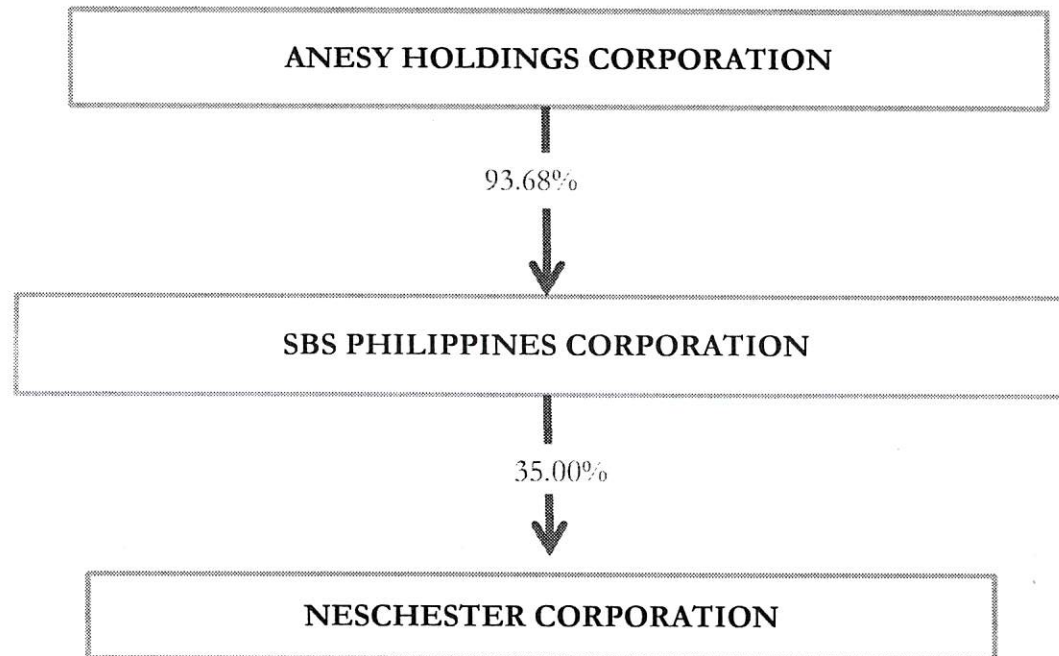 ANESY HOLDINGS CORPORATION
93.68%
SBS PHILIPPINES CORPORATION
35.00%
NESCHESTER CORPORATION